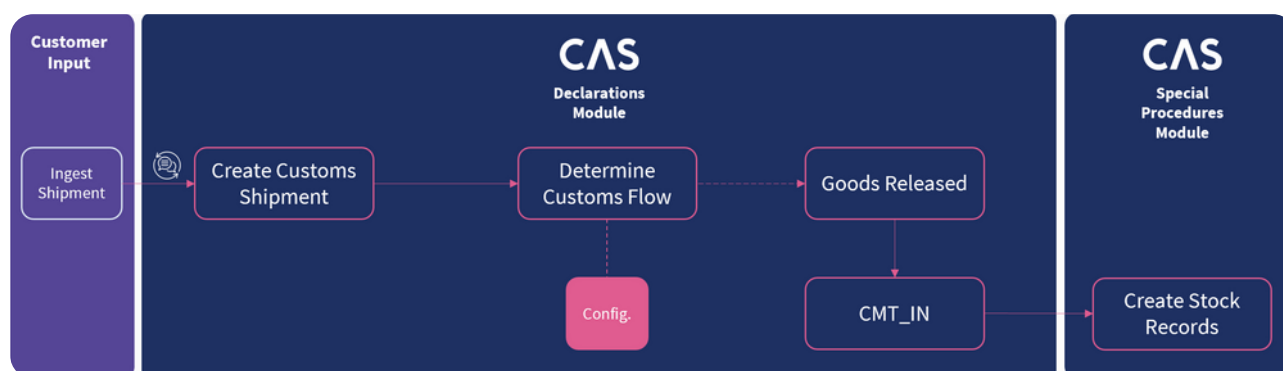 Customer
Input
CAS
Declarations
Module
CAS
Special
Procedures
Module
Ingest
Shipment
Create Customs
Shipment
Determine
Customs Flow
Goods Released
Config.
CMT_IN
Create Stock
Records